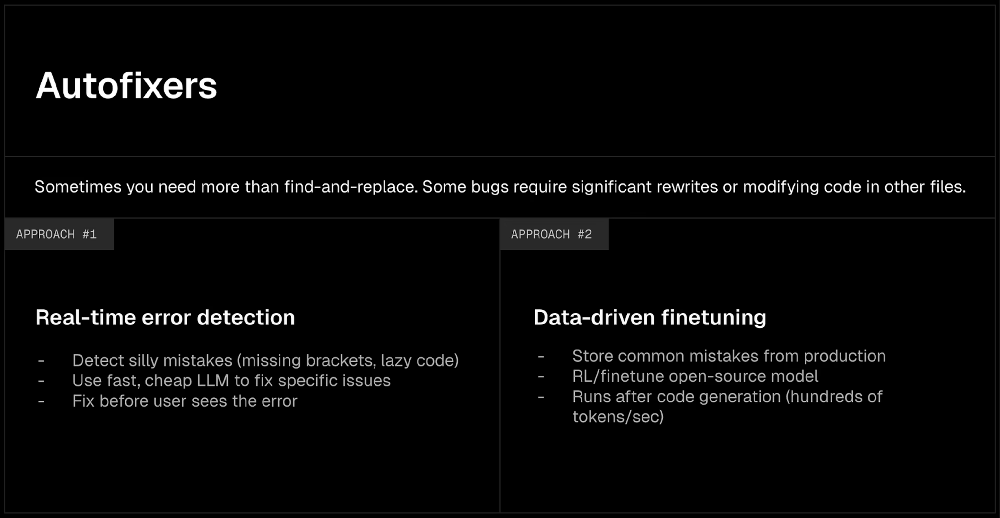 Autofixers
Sometimes you need more than find-and-replace. Some bugs require significant rewrites or modifying code in other files.
APPROACH #1
Real-time error detection
- Detect silly mistakes (missing brackets, lazy code)
- Use fast, cheap LLM to fix specific issues
- Fix before user sees the error
APPROACH #2
Data-driven finetuning
- Store common mistakes from production
- RL/finetune open-source model
- Runs after code generation (hundreds of
tokens/sec)